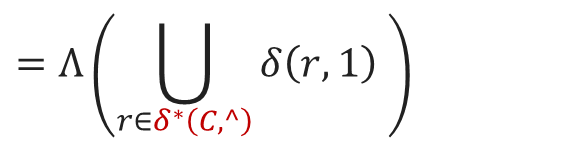 = Λ(⋃ δ(r, 1))
r∈δ*(C,^)